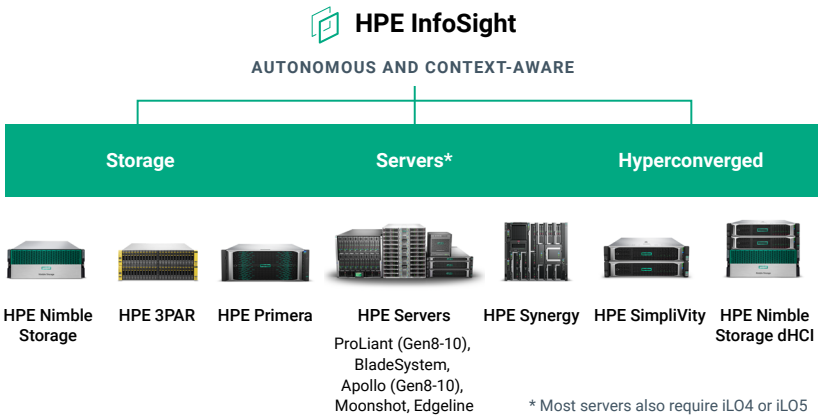 HPE InfoSight
AUTONOMOUS AND CONTEXT-AWARE
Storage
Servers*
Hyperconverged
HPE Nimble
Storage
HPE 3PAR
HPE Primera
HPE Servers
ProLiant (Gen8-10),
BladeSystem,
Apollo (Gen8-10),
Moonshot, Edgeline
HPE Synergy
HPE SimpliVity
HPE Nimble
Storage dHCI
* Most servers also require iLO4 or iLO5